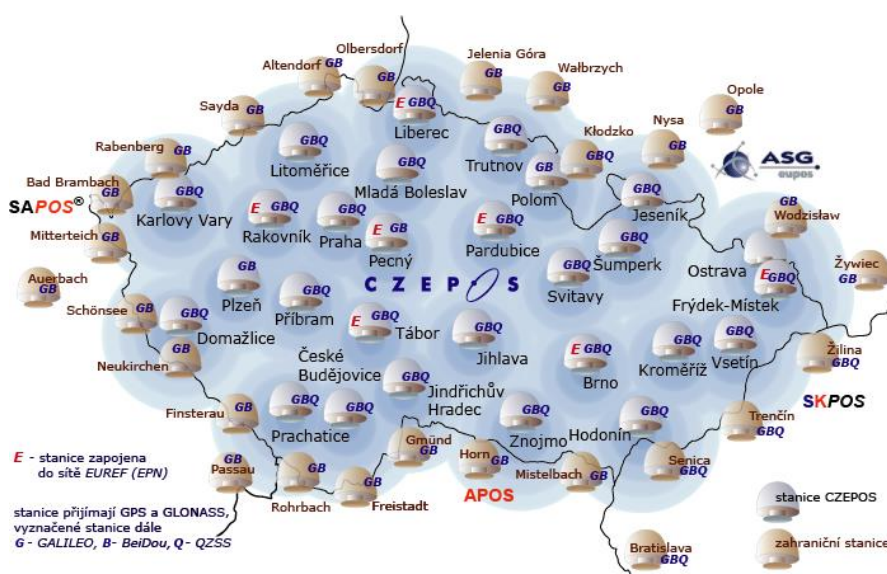 Olbersdorf
GB
Altendorf
GB
Jelenia Góra
GB
Wałbrzych
GB
Opole
GB
Sayda
GB
E GBQ
Liberec
Kłodzko
GBQ
Nysa
GB
ASG.
eupos
Rabenberg
GB
GBQ
Litoměřice
GBQ
Trutnov
GB
Polom
GBQ
Mladá Boleslav
Bad Brambach
GB
SAPOS®
GBQ
Karlovy Vary
GBQ
Jeseník
GB
Wodzisław
Mitterteich
GB
E GBQ
Rakovník
GBQ
Praha
E GB
Pecný
E GBQ
Pardubice
GBQ
Šumperk
Ostrava
Auerbach
GB
GB
Plzeň
GBQ
Příbram
CZEPOS
GBQ
Svitavy
E GBQ
Frýdek-Místek
Żywiec
GB
Schönsee
GB
GBQ
Domažlice
E GBQ
Tábor
GBQ
Jihlava
E GBQ
Brno
GBQ
Kroměříž
GBQ
Vsetín
Neukirchen
GB
České
Budějovice
GBQ
GBQ
Jindřichův
Hradec
Žilina
GBQ
SKPOS
Finsterau
GB
GBQ
Prachatice
GBQ
Znojmo
GBQ
Hodonín
Trenčín
GBQ
E - stanice zapojena
do sítě EUREF (EPN)
GB
Passau
Rohrbach
GB
Freistadt
GB
Gmünd
GB
Horn
GB
APOS
Mistelbach
GB
Senica
GBQ
stanice CZEPOS
stanice přijímají GPS a GLONASS,
vyznačené stanice dále
G - GALILEO, B- BeiDou, Q- QZSS
Bratislava
GBQ
zahraniční stanice